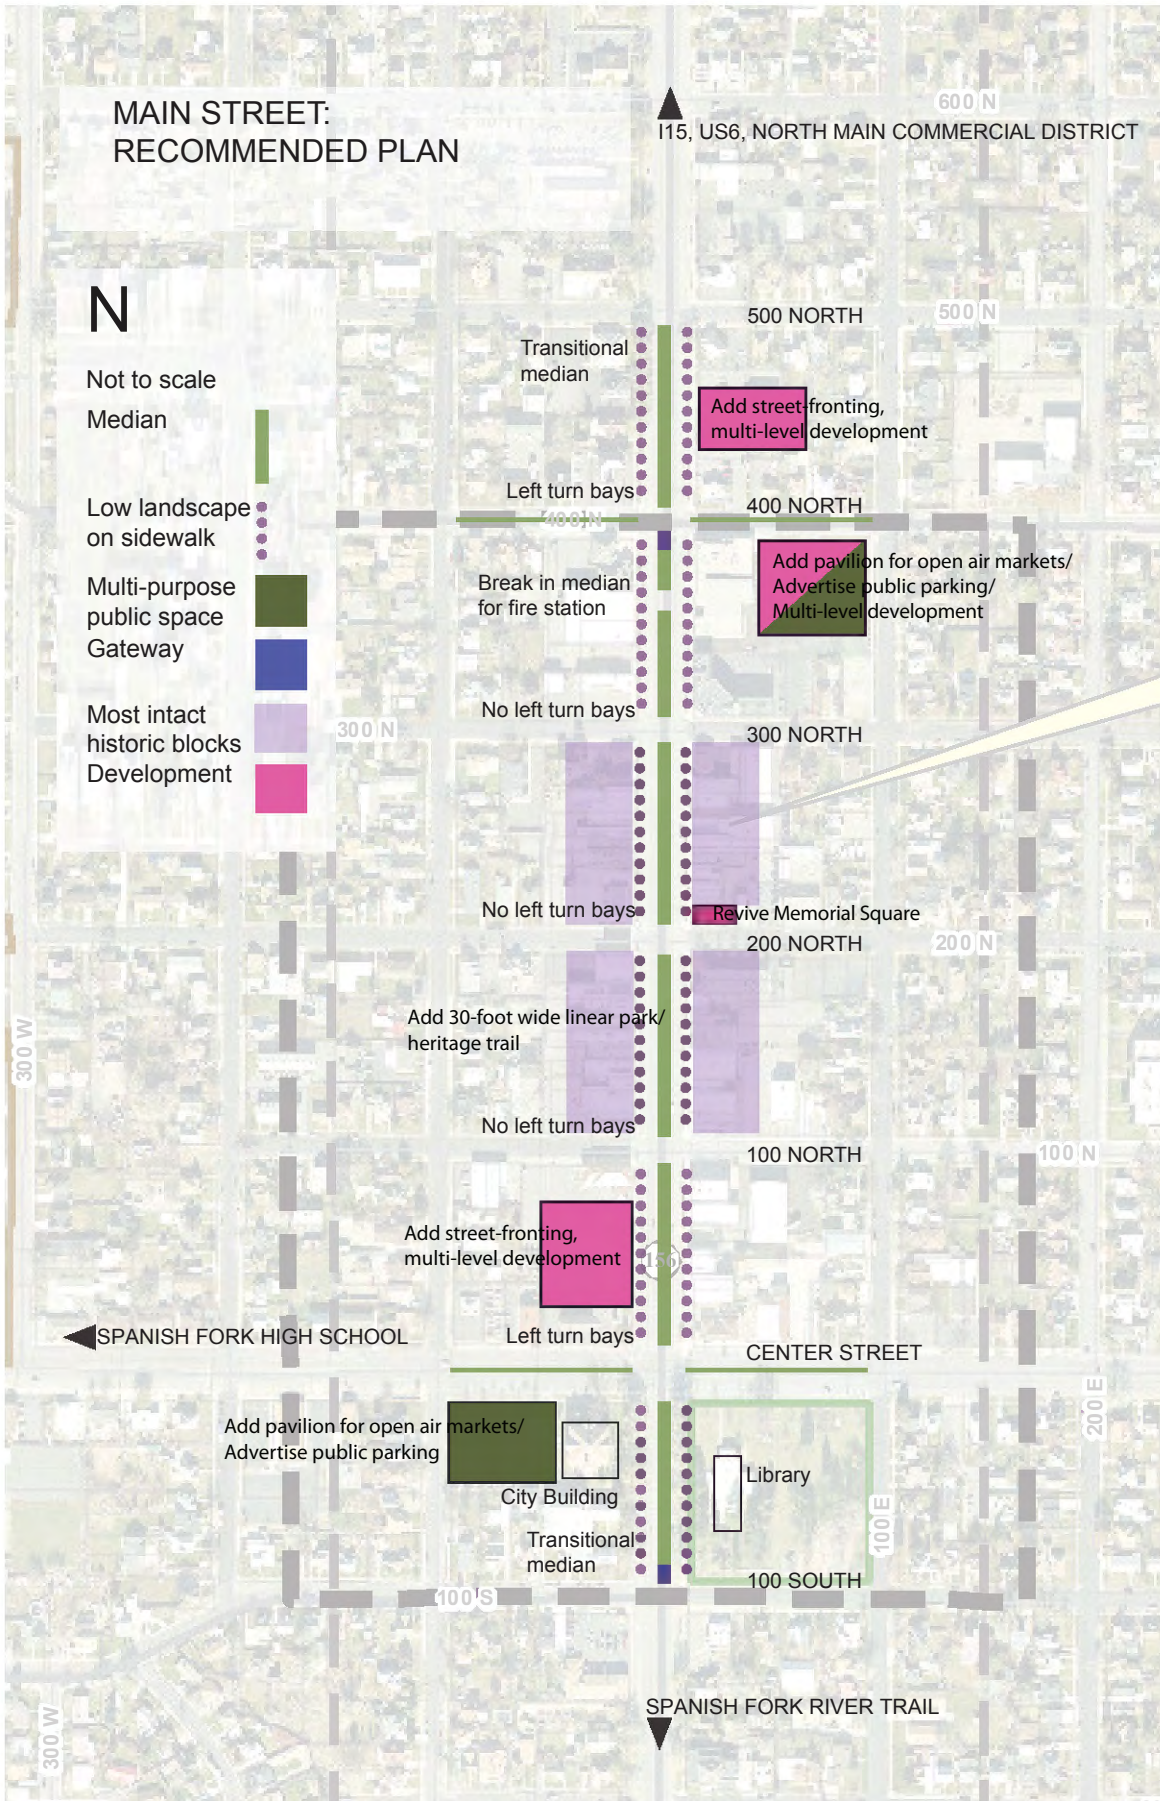 MAIN STREET:
RECOMMENDED PLAN
600 N
I15, US6, NORTH MAIN COMMERCIAL DISTRICT
N
Not to scale
Median
Low landscape
on sidewalk
Multi-purpose
public space
Gateway
Most intact
historic blocks
Development
500 NORTH
500 N
Transitional
median
Add street-fronting,
multi-level development
Left turn bays
400 NORTH
400 N
Break in median
for fire station
Add pavilion for open air markets/
Advertise public parking/
Multi-level development
No left turn bays
300 N
300 NORTH
No left turn bays
Revive Memorial Square
200 NORTH
200 N
Add 30-foot wide linear park/
heritage trail
300 W
No left turn bays
100 NORTH
100 N
Add street-fronting,
multi-level development
156
Left turn bays
SPANISH FORK HIGH SCHOOL
CENTER STREET
200 E
Add pavilion for open air markets/
Advertise public parking
City Building
Library
100 E
Transitional
median
100 SOUTH
100 S
SPANISH FORK RIVER TRAIL
300 W